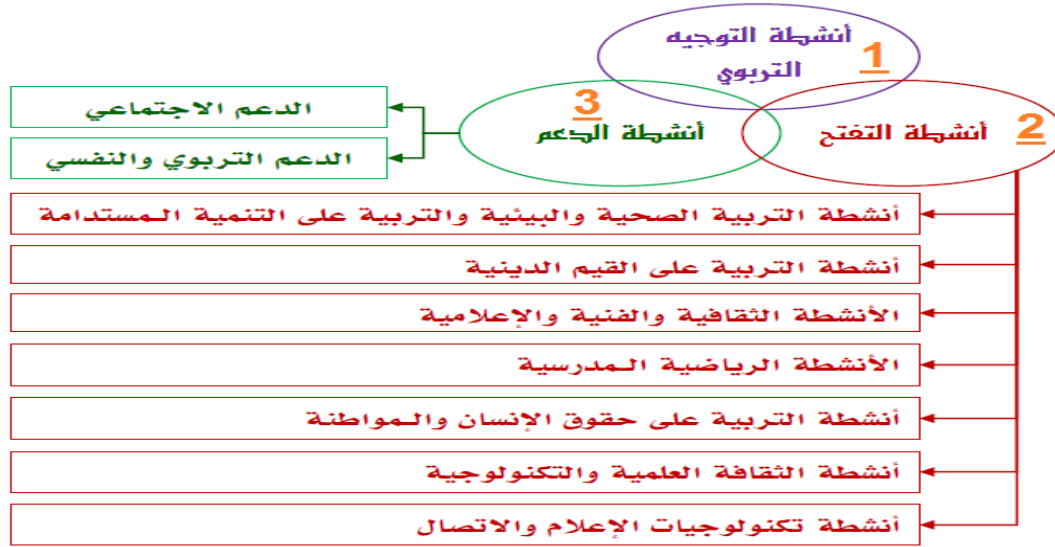 أنشطة التوجيه
التربوي
1
3
أنشطة الدعم
أنشطة التفتح
2
الدعم الاجتماعي
الدعم التربوي والنفسي
أنشطة التربية الصحية والبيئية والتربية على التنمية المستدامة
أنشطة التربية على القيم الدينية
الأنشطة الثقافية والفنية والإعلامية
الأنشطة الرياضية المدرسية
أنشطة التربية على حقوق الإنسان والمواطنة
أنشطة الثقافة العلمية والتكنولوجية
أنشطة تكنولوجيات الإعلام والاتصال